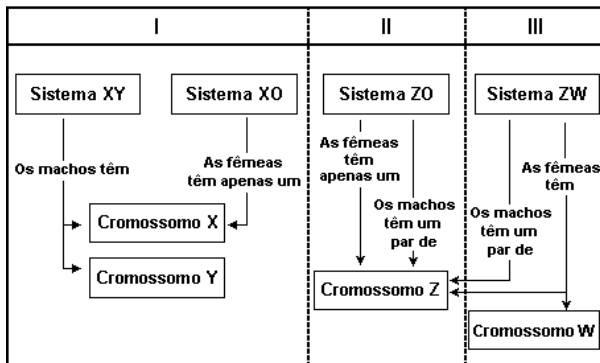 I
II
III
Sistema XY
Sistema XO
Sistema ZO
Sistema ZW
Os machos têm
As fêmeas
têm apenas um
As fêmeas
têm
apenas um
Os machos
têm um
par de
As fêmeas
têm
Os machos
têm um
par de
Cromossomo X
Cromossomo Y
Cromossomo Z
Cromossomo W